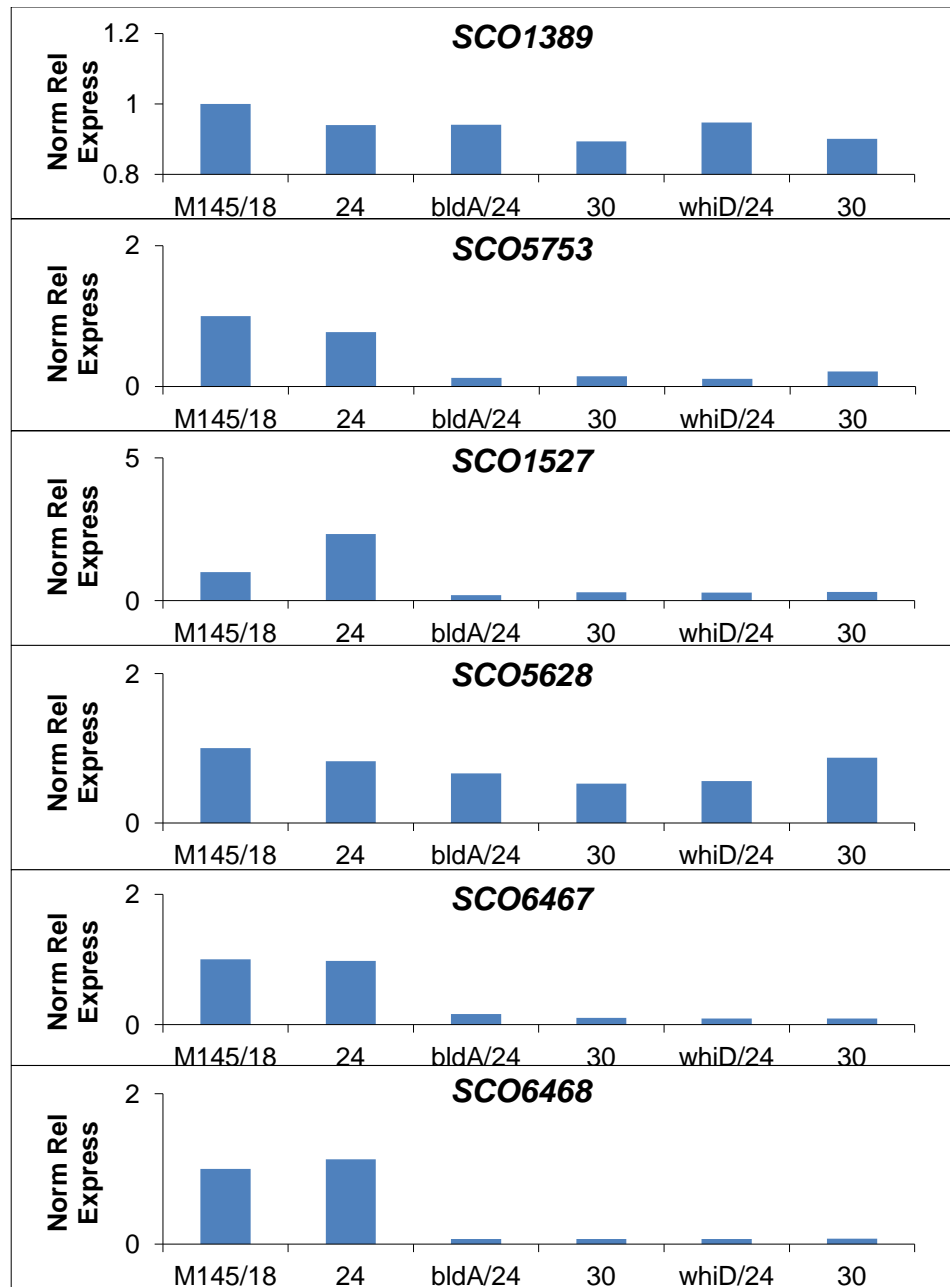 SCO1389
Norm Rel
Express
1.2
1
0.8
M145/18 24 bldA/24 30 whiD/24 30
SCO5753
Norm Rel
Express
2
0
M145/18 24 bldA/24 30 whiD/24 30
SCO1527
Norm Rel
Express
5
0
M145/18 24 bldA/24 30 whiD/24 30
SCO5628
Norm Rel
Express
2
0
M145/18 24 bldA/24 30 whiD/24 30
SCO6467
Norm Rel
Express
2
0
M145/18 24 bldA/24 30 whiD/24 30
SCO6468
Norm Rel
Express
2
0
M145/18 24 bldA/24 30 whiD/24 30